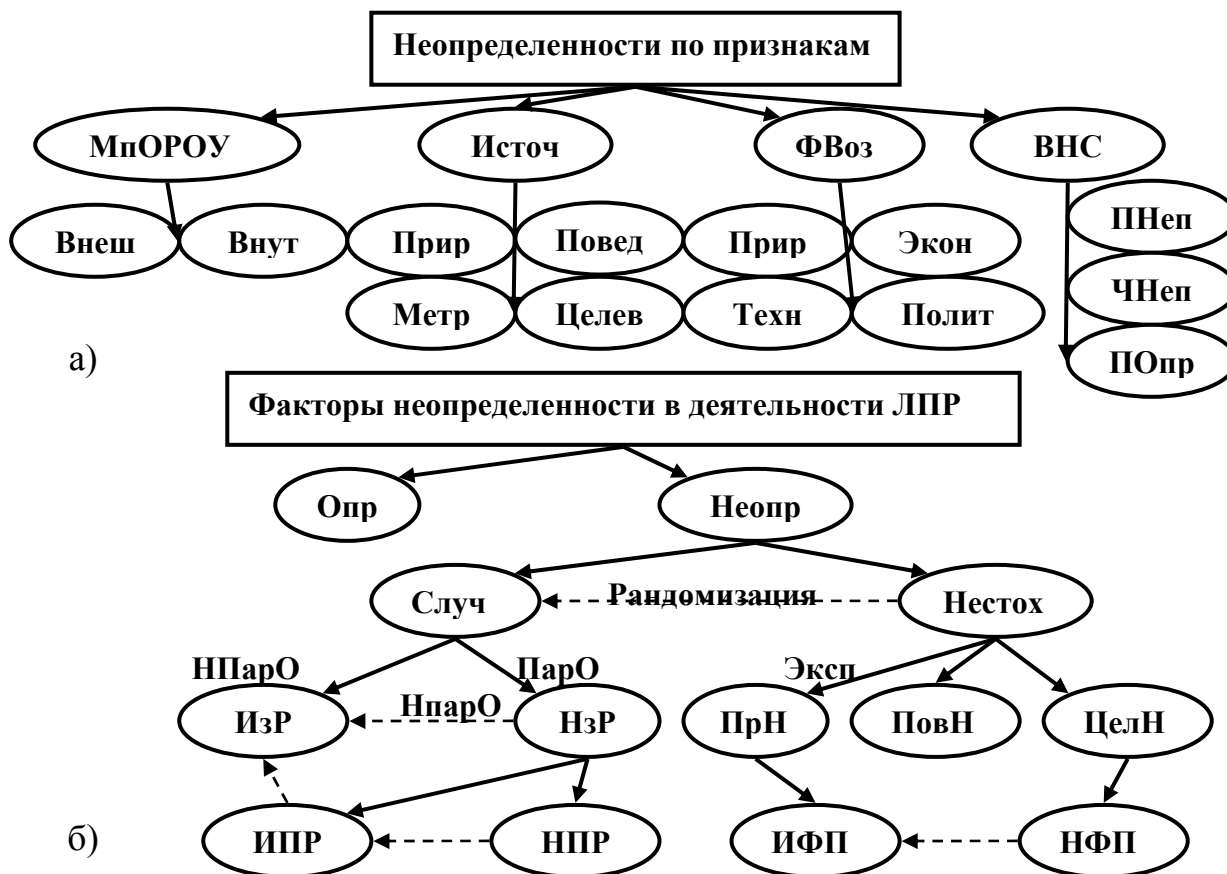 Неопределенности по признакам
МпОРОУ Источ ФВоз ВНС
Внеш Внут Прир Повед Прир Экон ПНеп
ЧНеп
Метр Целев Техн Полит
ПОпр
а)
Факторы неопределенности в деятельности ЛПР
Опр Неопр
Случ Рандомизация Нестох
НПарО ПарО Эксп
ИзР НпарО НзР ПрН ПовН ЦелН
б) ИПР НПР ИФП НФП